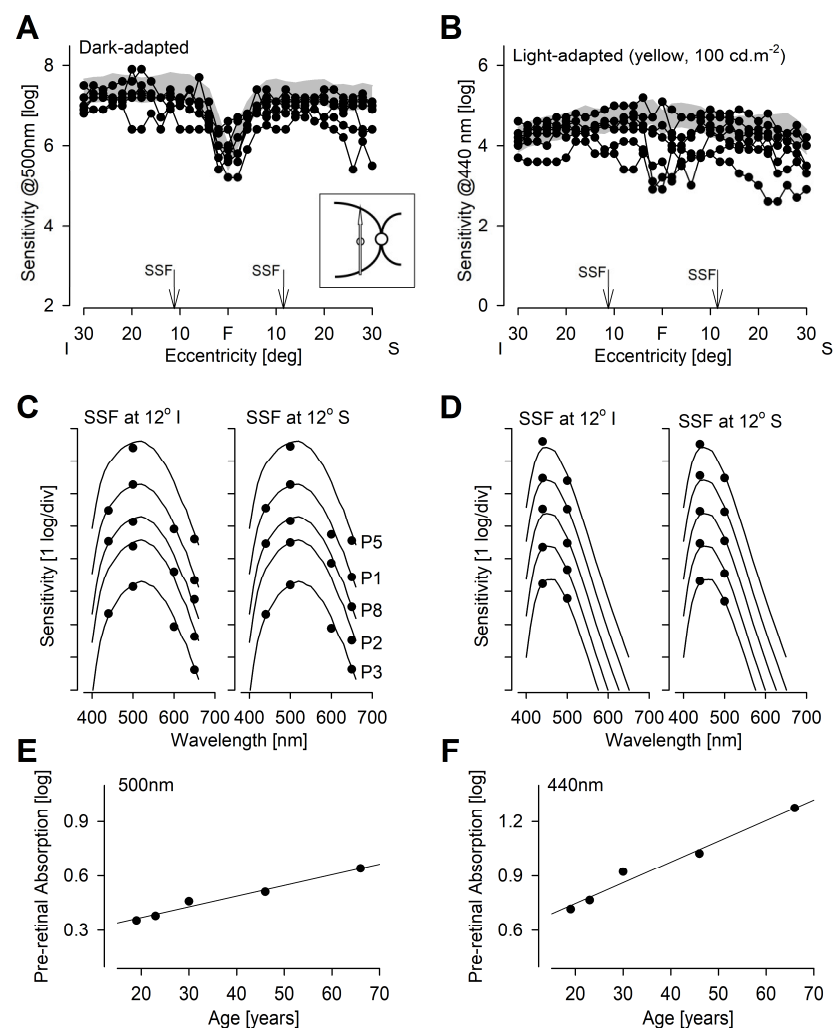 A
Dark-adapted
Sensitivity @500nm [log]
8
6
4
2
SSF
SSF
30
20
10
F
10
20
30
I
Eccentricity [deg]
S
B
Light-adapted (yellow, 100 cd.m-2)
Sensitivity @440 nm [log]
6
4
2
0
SSF
SSF
30
20
10
F
10
20
30
I
Eccentricity [deg]
S
C
SSF at 12o I
SSF at 12o S
Sensitivity [1 log/div]
P5
P1
P8
P2
P3
400 500 600 700
400 500 600 700
Wavelength [nm]
D
SSF at 12o I
SSF at 12o S
Sensitivity [1 log/div]
400 500 600 700
400 500 600 700
Wavelength [nm]
E
500nm
Pre-retinal Absorption [log]
0.9
0.6
0.3
20 30 40 50 60 70
Age [years]
F
440nm
Pre-retinal Absorption [log]
1.2
0.9
0.6
20 30 40 50 60 70
Age [years]